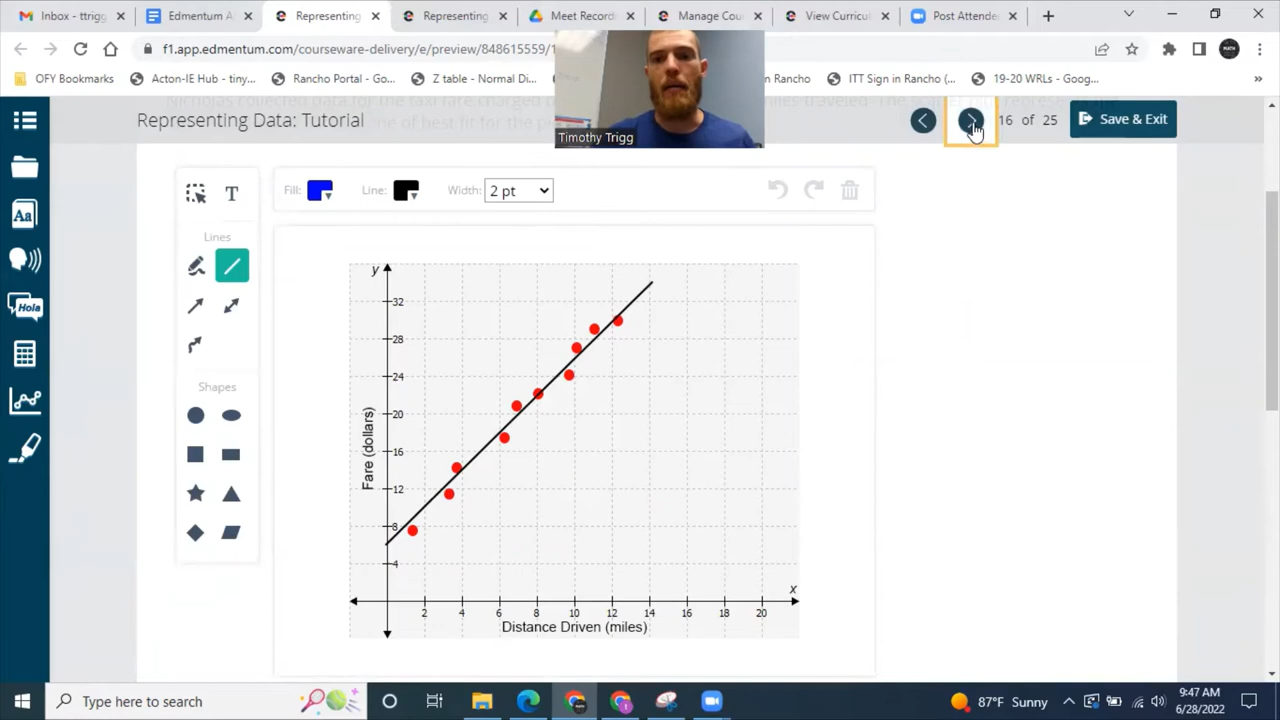 Inbox - ttrigg
Edmentum A
Representing
Representing
Meet Record
Manage Cou
View Curricu
Post Attende
f1.app.edmentum.com/courseware-delivery/e/preview/848615559/1
OFY Bookmarks
Acton-IE Hub - tiny...
Rancho Portal - Go...
Z table - Normal Di...
n Rancho
ITT Sign in Rancho (...
19-20 WRLs - Goog...
»
Timothy Trigg
Representing Data: Tutorial
16 of 25
Save & Exit
Aa
Hola
T
Lines
Shapes
Fill:
Line:
Width:
2 pt
y
32
28
24
20
16
12
8
4
Fare (dollars)
x
2 4 6 8 10 12 14 16 18 20
Distance Driven (miles)
Type here to search
87°F Sunny
9:47 AM
6/28/2022